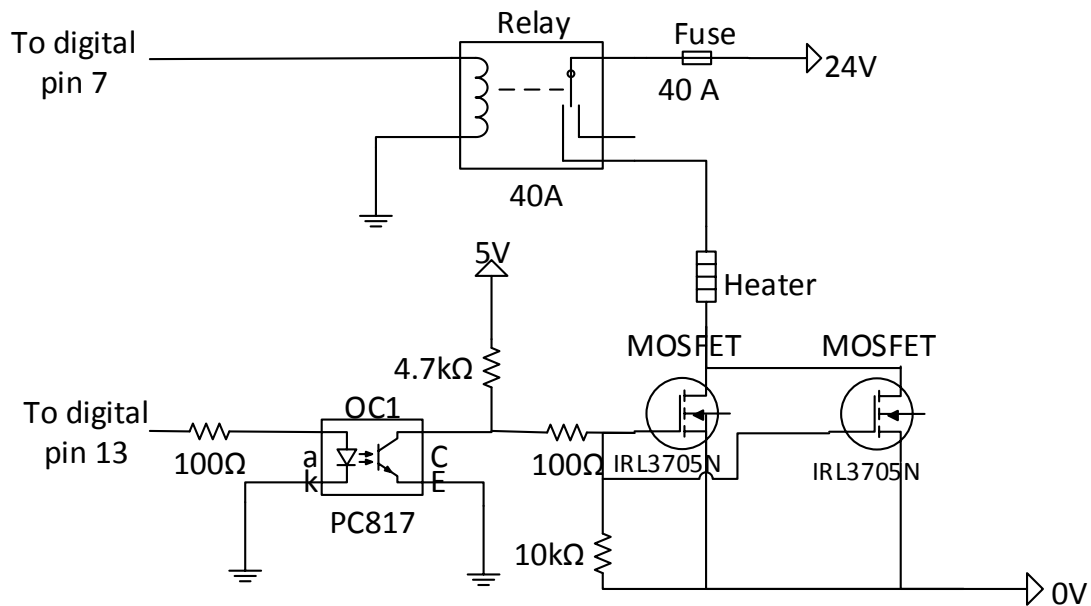 Relay
To digital
pin 7
Fuse
24V
40 A
40A
5V
Heater
MOSFET
MOSFET
4.7kΩ
To digital
pin 13
OC1
100Ω
a
k
C
E
100Ω
IRL3705N
IRL3705N
PC817
10kΩ
0V